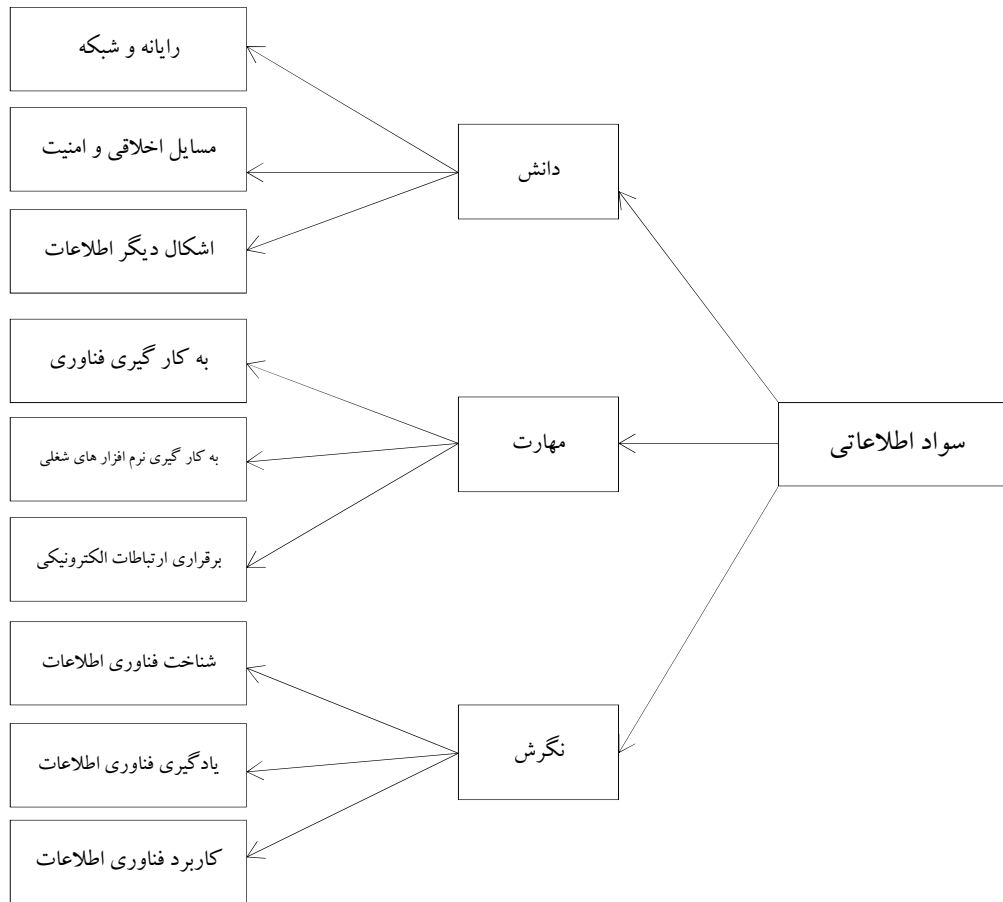 سواد اطلاعاتی
دانش
رایانه و شبکه
مسایل اخلاقی و امنیت
اشکال دیگر اطلاعات
مهارت
به کار گیری فناوری
به کار گیری نرم افزار های شغلی
برقراری ارتباطات الکترونیکی
نگرش
شناخت فناوری اطلاعات
یادگیری فناوری اطلاعات
کاربرد فناوری اطلاعات